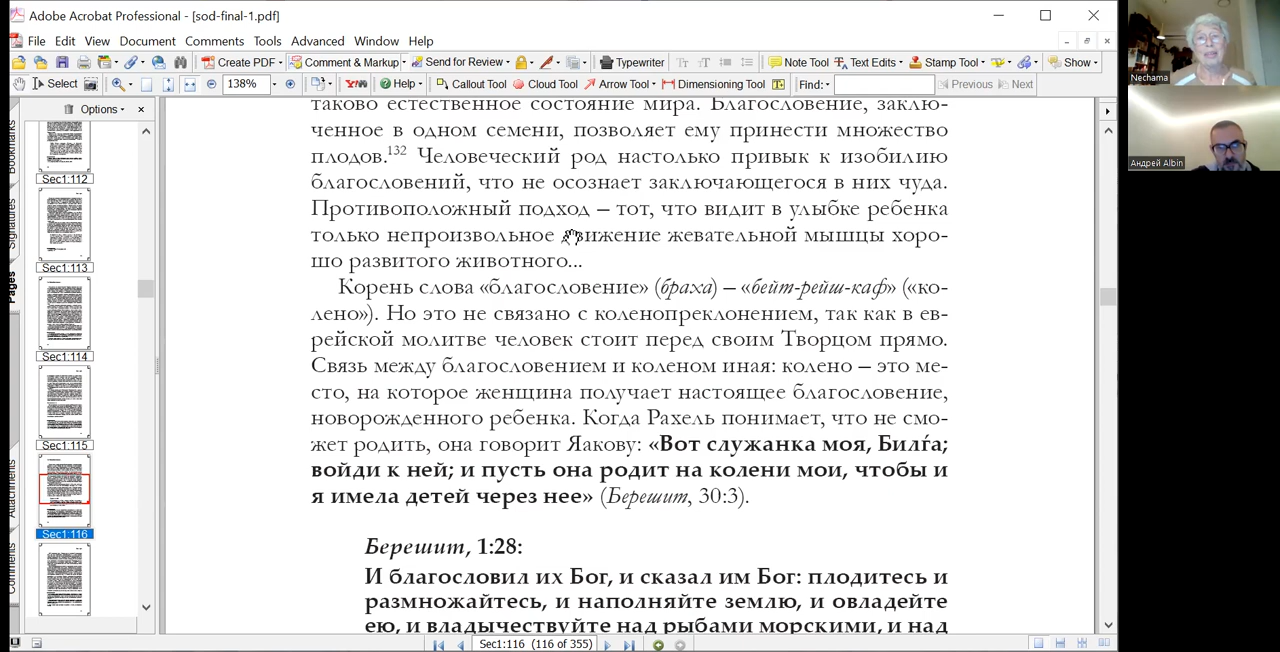 Adobe Acrobat Professional - [sod-final-1.pdf]
File Edit View Document Comments Tools Advanced Window Help
Create PDF Comment & Markup Send for Review Typewriter Note Tool Text Edits Stamp Tool Show
Select 138% Y! Help Callout Tool Cloud Tool Arrow Tool Dimensioning Tool Find: Previous Next
Options
Bookmarks
Signatures
Pages
Attachments
Comments
Sec1:112
Sec1:113
Sec1:114
Sec1:115
Sec1:116
таково естественное состояние мира. Благословение, заклю-
ченное в одном семени, позволяет ему принести множество
плодов.132 Человеческий род настолько привык к изобилию
благословений, что не осознает заключающегося в них чуда.
Противоположный подход – тот, что видит в улыбке ребенка
только непроизвольное движение жевательной мышцы хоро-
шо развитого животного...
Корень слова «благословение» (браха) – «бейт-рейш-каф» («ко-
лено»). Но это не связано с коленопреклонением, так как в ев-
рейской молитве человек стоит перед своим Творцом прямо.
Связь между благословением и коленом иная: колено – это ме-
сто, на которое женщина получает настоящее благословение,
новорожденного ребенка. Когда Рахель понимает, что не смо-
жет родить, она говорит Яакову: «Вот служанка моя, Билѓа;
войди к ней; и пусть она родит на колени мои, чтобы и
я имела детей через нее» (Берешит, 30:3).
Берешит, 1:28:
И благословил их Бог, и сказал им Бог: плодитесь и
размножайтесь, и наполняйте землю, и овладейте
ею, и владычествуйте над рыбами морскими, и над
Sec1:116 (116 of 355)
Nechama
Андрей Albin